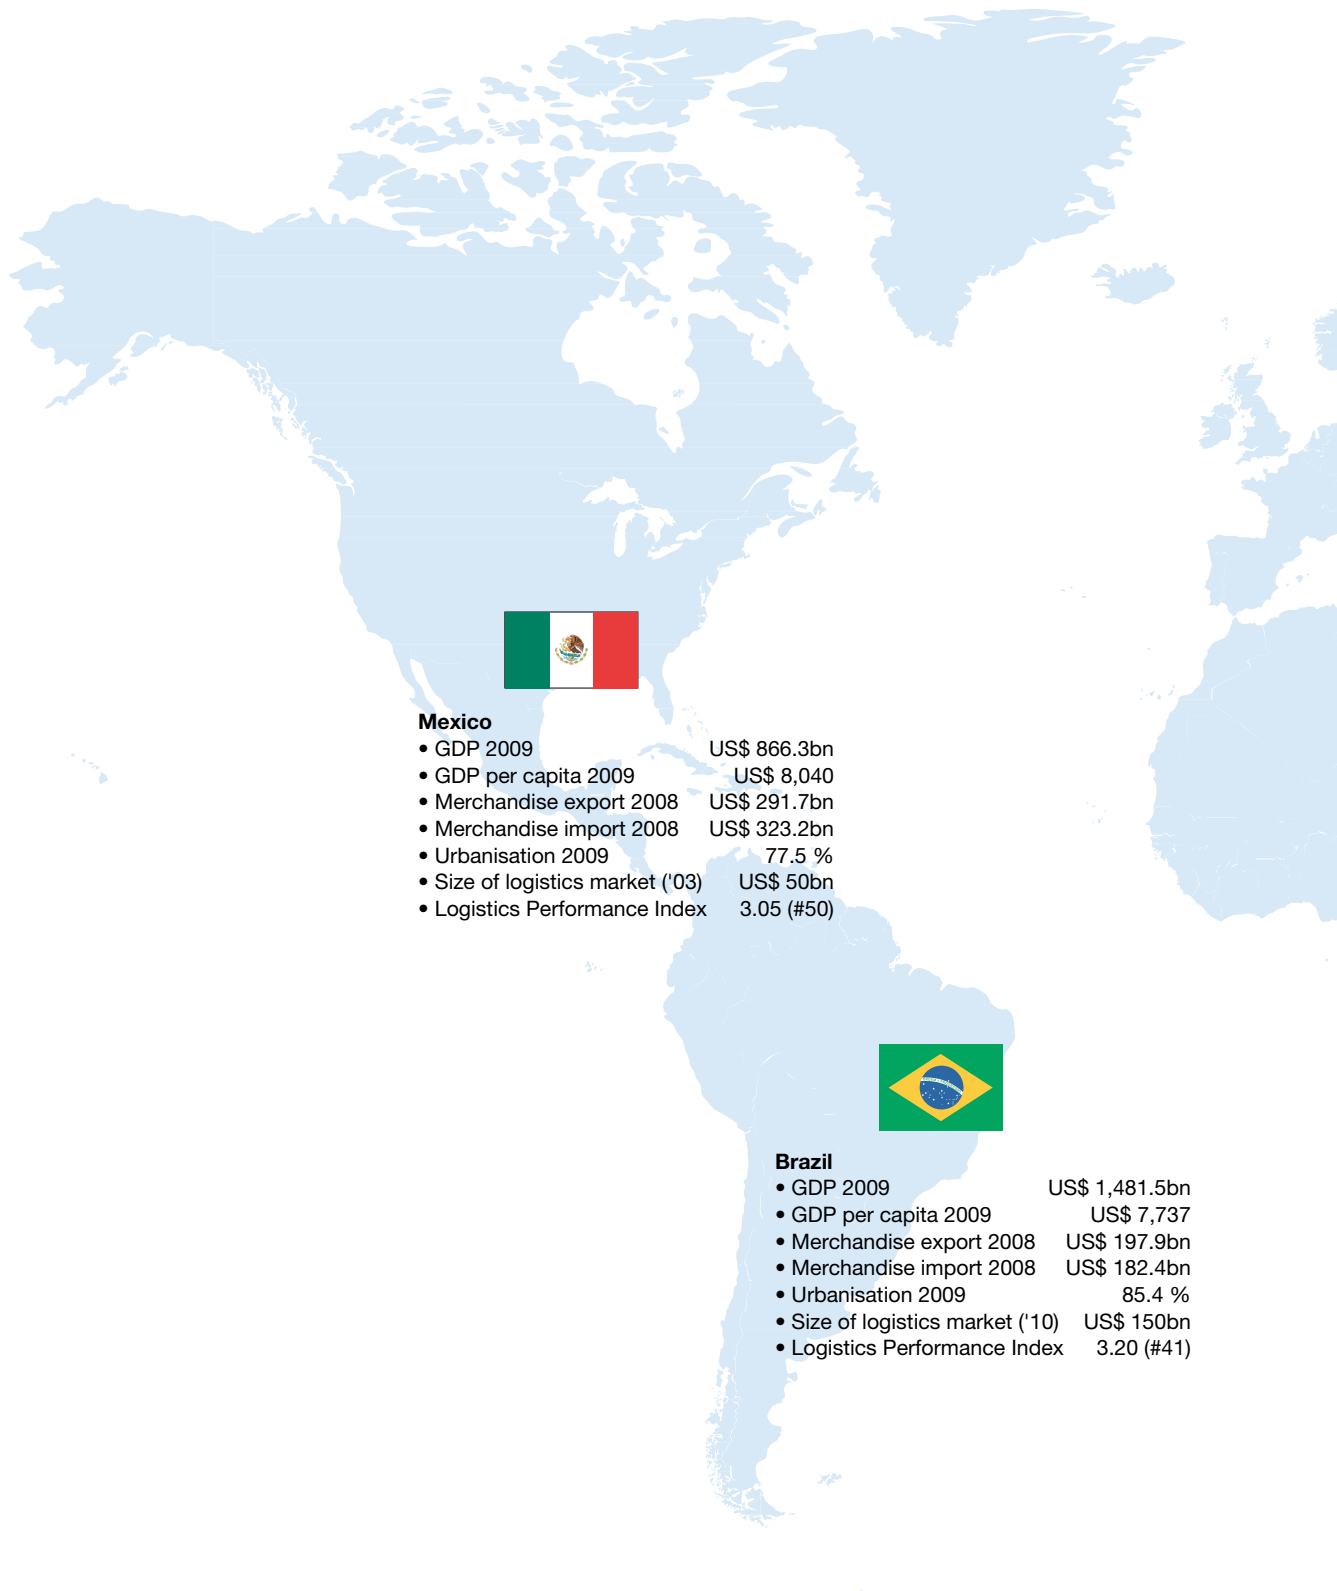 Mexico
• GDP 2009 US$ 866.3bn
• GDP per capita 2009 US$ 8,040
• Merchandise export 2008 US$ 291.7bn
• Merchandise import 2008 US$ 323.2bn
• Urbanisation 2009 77.5 %
• Size of logistics market ('03) US$ 50bn
• Logistics Performance Index 3.05 (#50)
Brazil
• GDP 2009 US$ 1,481.5bn
• GDP per capita 2009 US$ 7,737
• Merchandise export 2008 US$ 197.9bn
• Merchandise import 2008 US$ 182.4bn
• Urbanisation 2009 85.4 %
• Size of logistics market ('10) US$ 150bn
• Logistics Performance Index 3.20 (#41)